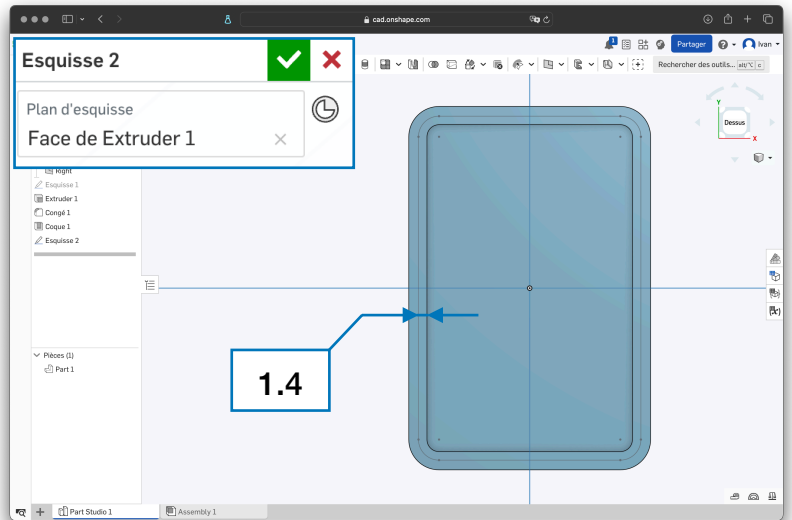 cad.onshape.com
Esquisse 2
Plan d'esquisse
Face de Extruder 1
1
Partager
Ivan
Rechercher des outils... alt/⌥ c
Y
Dessus
X
Right
Esquisse 1
Extruder 1
Congé 1
Coque 1
Esquisse 2
(x)
1.4
Pièces (1)
Part 1
Part Studio 1
Assembly 1